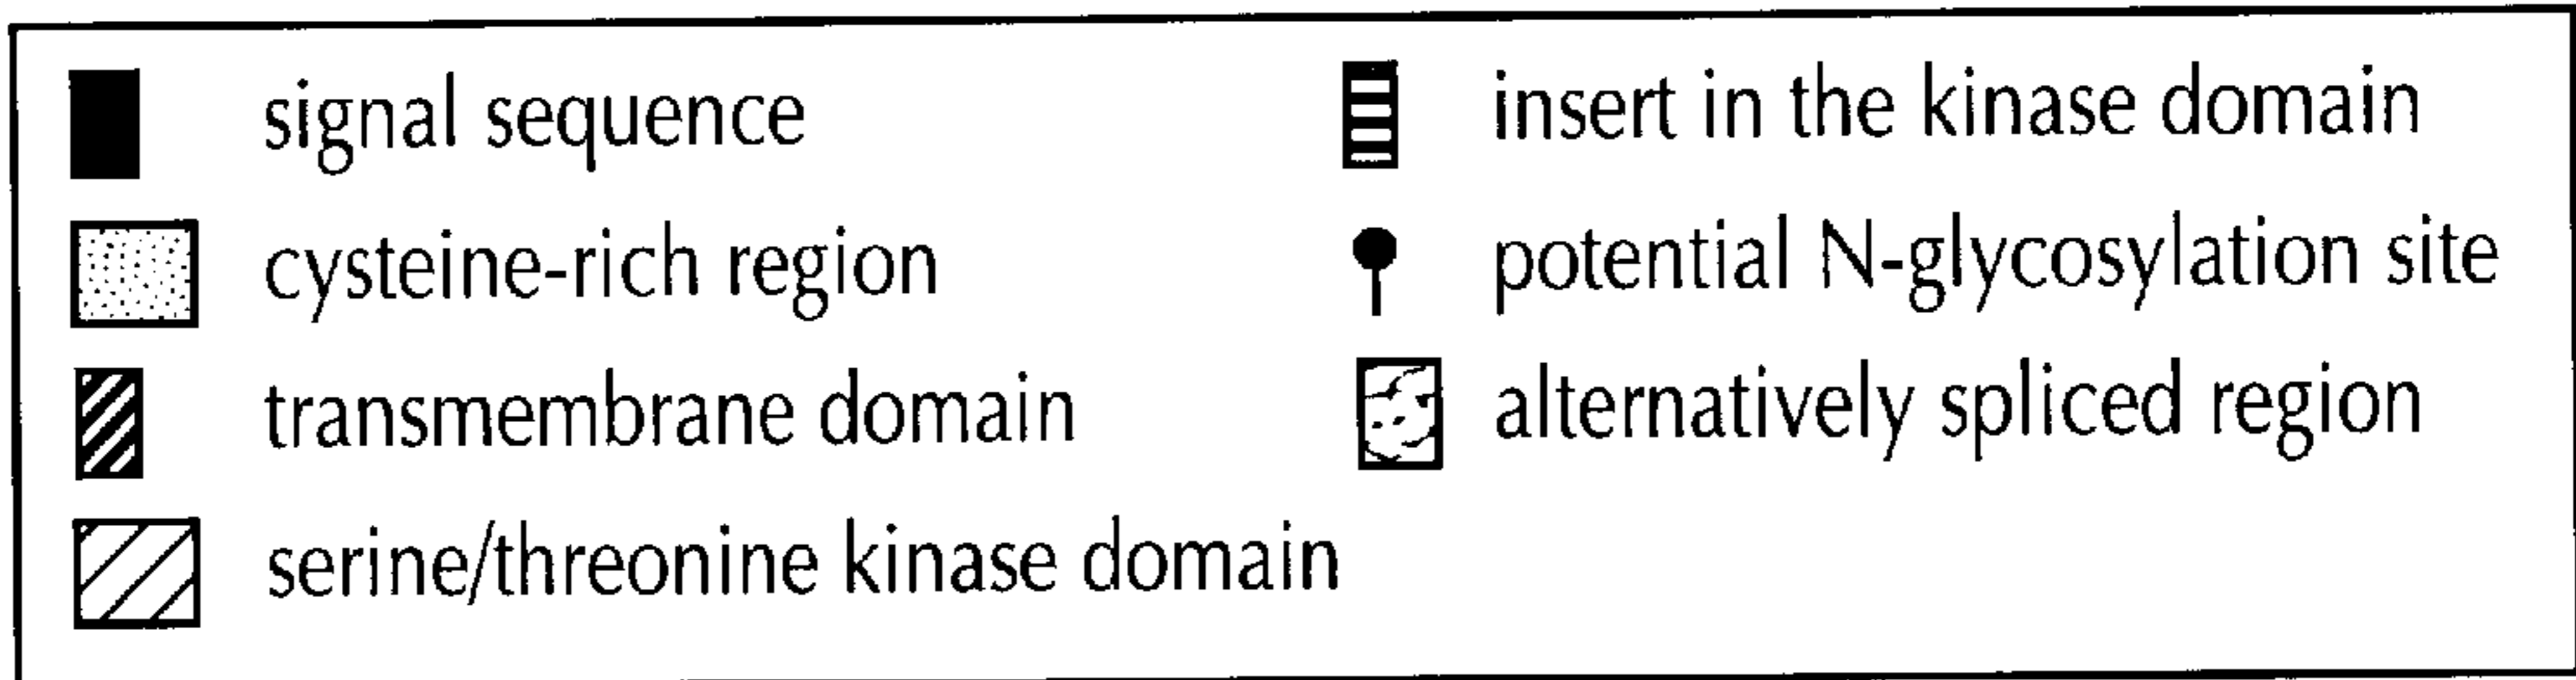 signal sequence
cysteine-rich region
transmembrane domain
serine/threonine kinase domain
insert in the kinase domain
potential N-glycosylation site
alternatively spliced region